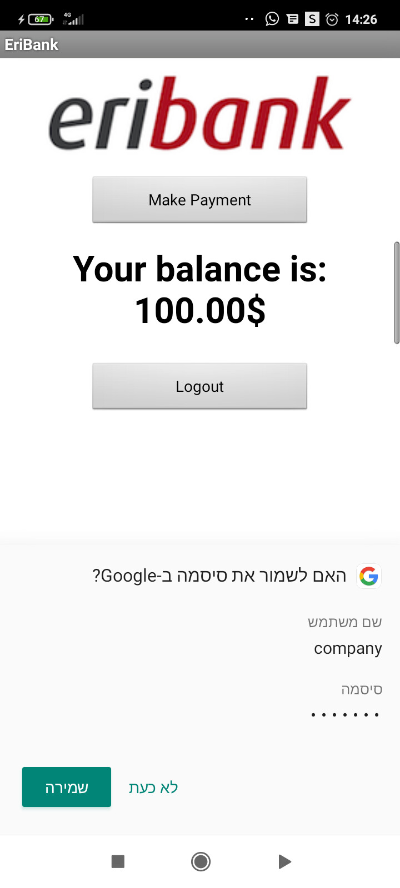 67
4G
S
14:26
EriBank
eribank
Make Payment
Your balance is:
100.00$
Logout
האם לשמור את סיסמה ב-Google?
שם משתמש
company
סיסמה
•••••••
לא כעת
שמירה